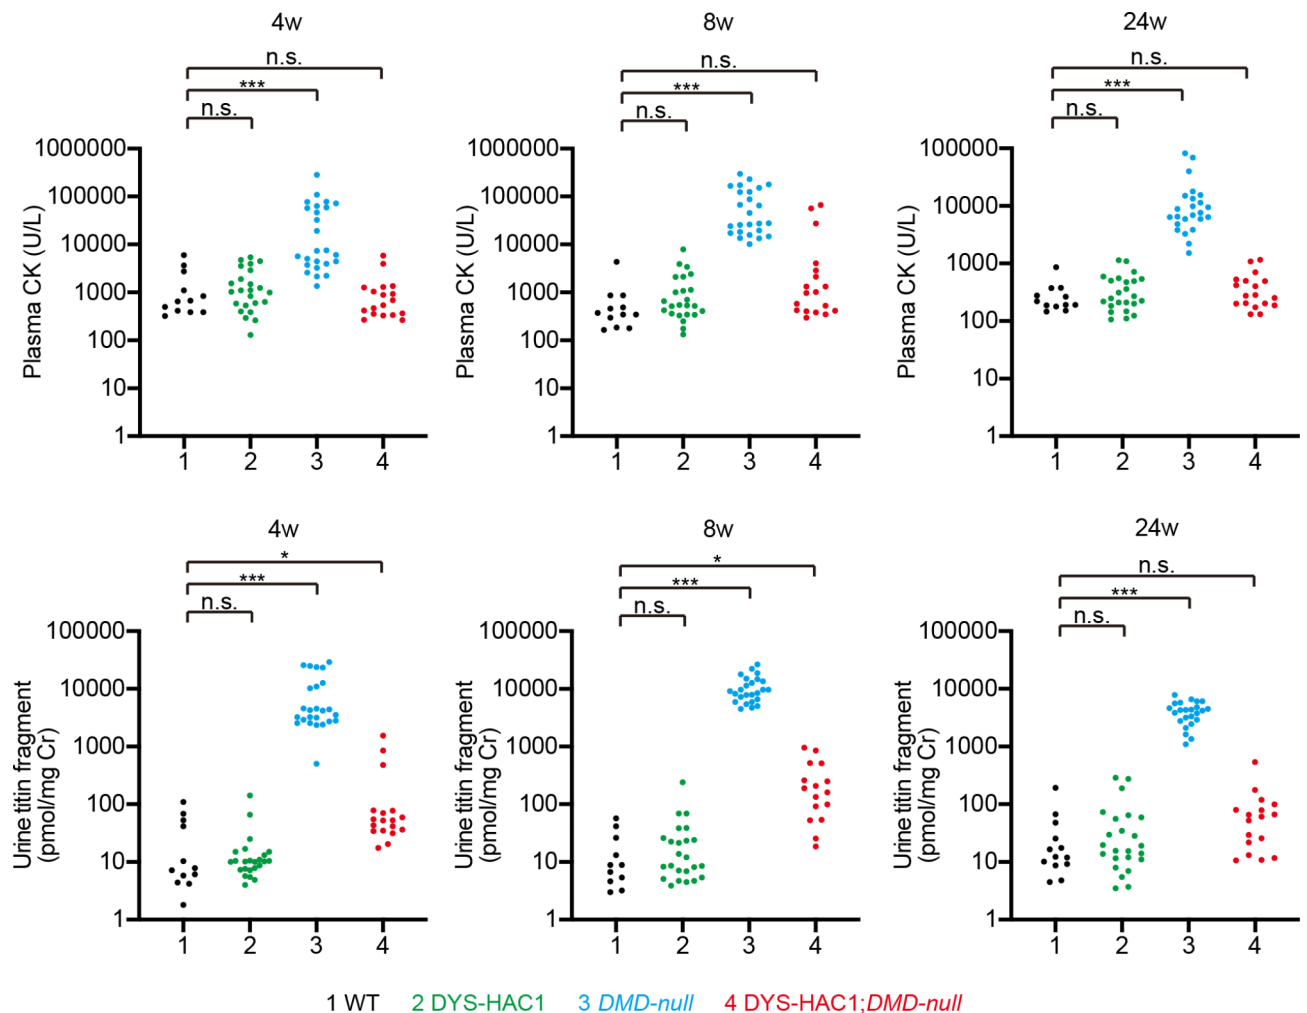 4w
8w
24w
n.s.
***
n.s.
n.s.
***
n.s.
n.s.
***
n.s.
Plasma CK (U/L)
1000000
100000
10000
1000
100
10
1
1 2 3 4
Plasma CK (U/L)
1000000
100000
10000
1000
100
10
1
1 2 3 4
Plasma CK (U/L)
100000
10000
1000
100
10
1
1 2 3 4
4w
8w
24w
*
***
n.s.
*
***
n.s.
n.s.
***
n.s.
Urine titin fragment
(pmol/mg Cr)
100000
10000
1000
100
10
1
1 2 3 4
Urine titin fragment
(pmol/mg Cr)
100000
10000
1000
100
10
1
1 2 3 4
Urine titin fragment
(pmol/mg Cr)
100000
10000
1000
100
10
1
1 2 3 4
1 WT 2 DYS-HAC1 3 DMD-null 4 DYS-HAC1;DMD-null